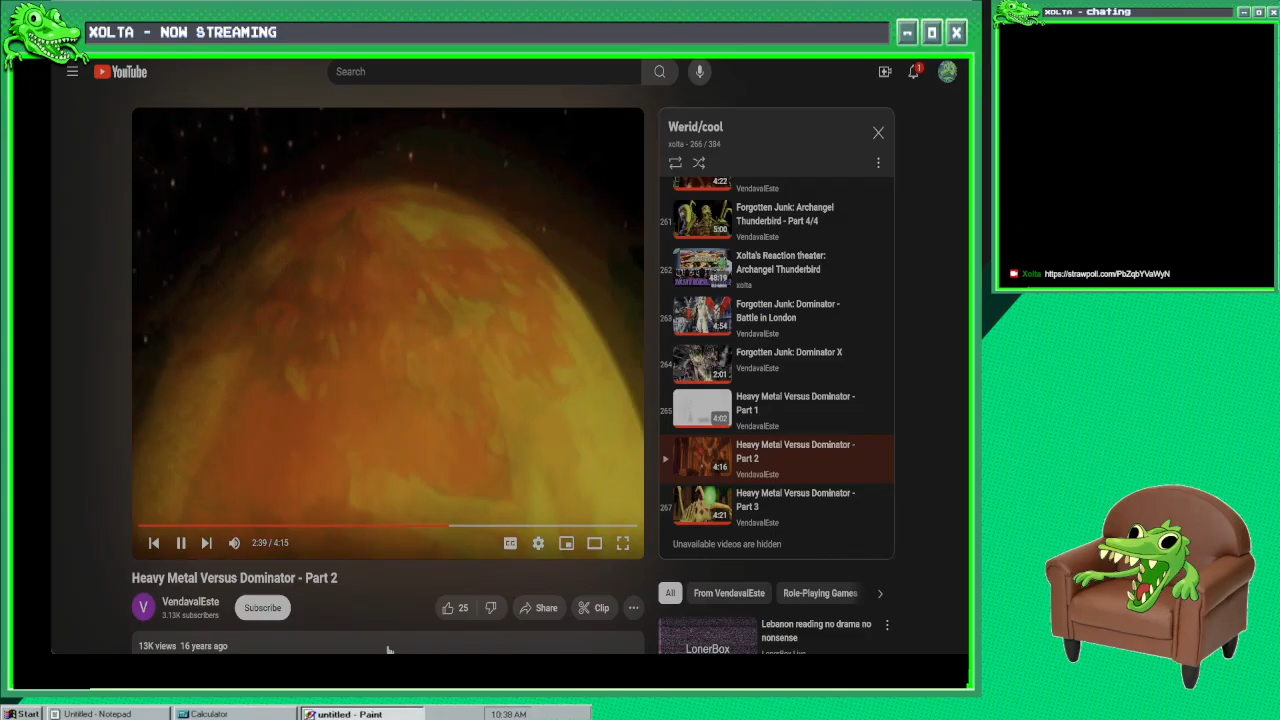 XOLTA - NOW STREAMING
XOLTA - chating
YouTube
Search
1
Werid/cool
xolta - 266 / 384
4:22
VendavalEste
261
Forgotten Junk: Archangel
Thunderbird - Part 4/4
5:00
VendavalEste
262
Xolta's Reaction theater:
Archangel Thunderbird
48:19
xolta
263
Forgotten Junk: Dominator -
Battle in London
4:54
VendavalEste
264
Forgotten Junk: Dominator X
2:01
VendavalEste
265
Heavy Metal Versus Dominator -
Part 1
4:02
VendavalEste
Heavy Metal Versus Dominator -
Part 2
4:16
VendavalEste
267
Heavy Metal Versus Dominator -
Part 3
4:21
VendavalEste
Unavailable videos are hidden
Xolta https://strawpoll.com/PbZqbYVaWyN
2:39 / 4:15
CC
Heavy Metal Versus Dominator - Part 2
V
VendavalEste
3.13K subscribers
Subscribe
25
Share
Clip
13K views 16 years ago
All
From VendavalEste
Role-Playing Games
Lebanon reading no drama no
nonsense
LonerBox
LonerBox Live
Start
Untitled - Notepad
Calculator
untitled - Paint
10:38 AM